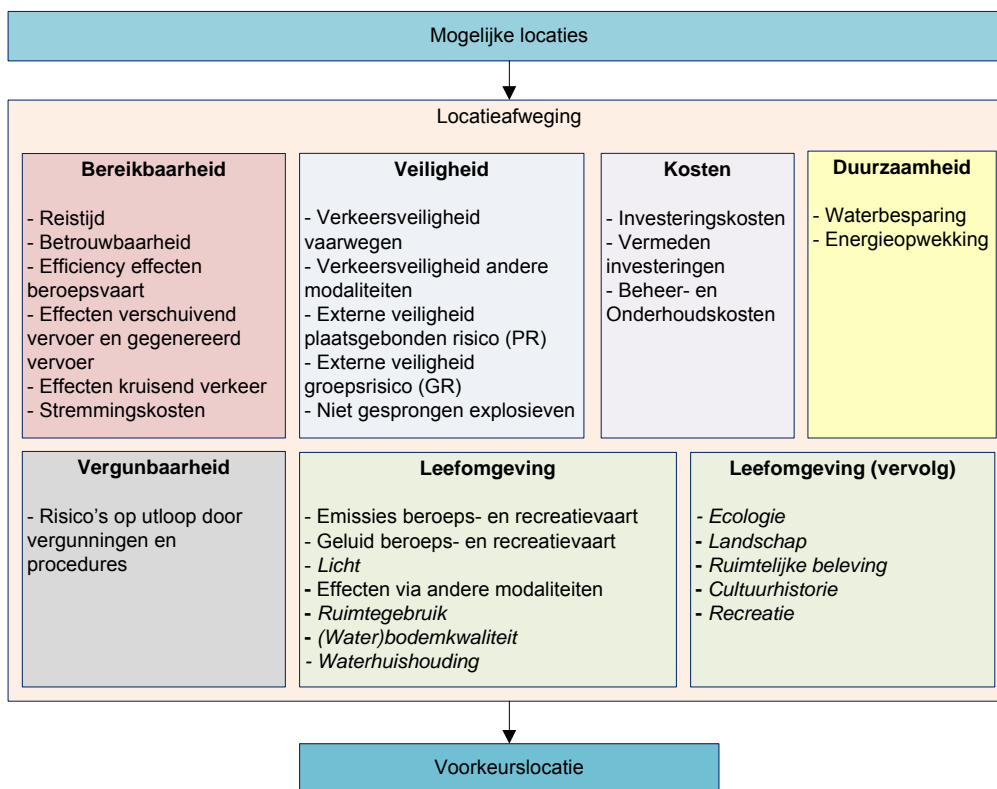 Mogelijke locaties
Locatieafweging
Bereikbaarheid
- Reistijd
- Betrouwbaarheid
- Efficiency effecten
beroepsvaart
- Effecten verschuivend
vervoer en gegenereerd
vervoer
- Effecten kruisend verkeer
- Stremmingskosten
Veiligheid
- Verkeersveiligheid
vaarwegen
- Verkeersveiligheid andere
modaliteiten
- Externe veiligheid
plaatsgebonden risico (PR)
- Externe veiligheid
groepsrisico (GR)
- Niet gesprongen explosieven
Kosten
- Investeringskosten
- Vermeden
investeringen
- Beheer- en
Onderhoudskosten
Duurzaamheid
- Waterbesparing
- Energieopwekking
Vergunbaarheid
- Risico's op utloop door
vergunningen en
procedures
Leefomgeving
- Emissies beroeps- en recreatievaart
- Geluid beroeps- en recreatievaart
- Licht
- Effecten via andere modaliteiten
- Ruimtegebruik
- (Water)bodemkwaliteit
- Waterhuishouding
Leefomgeving (vervolg)
- Ecologie
- Landschap
- Ruimtelijke beleving
- Cultuurhistorie
- Recreatie
Voorkeurslocatie